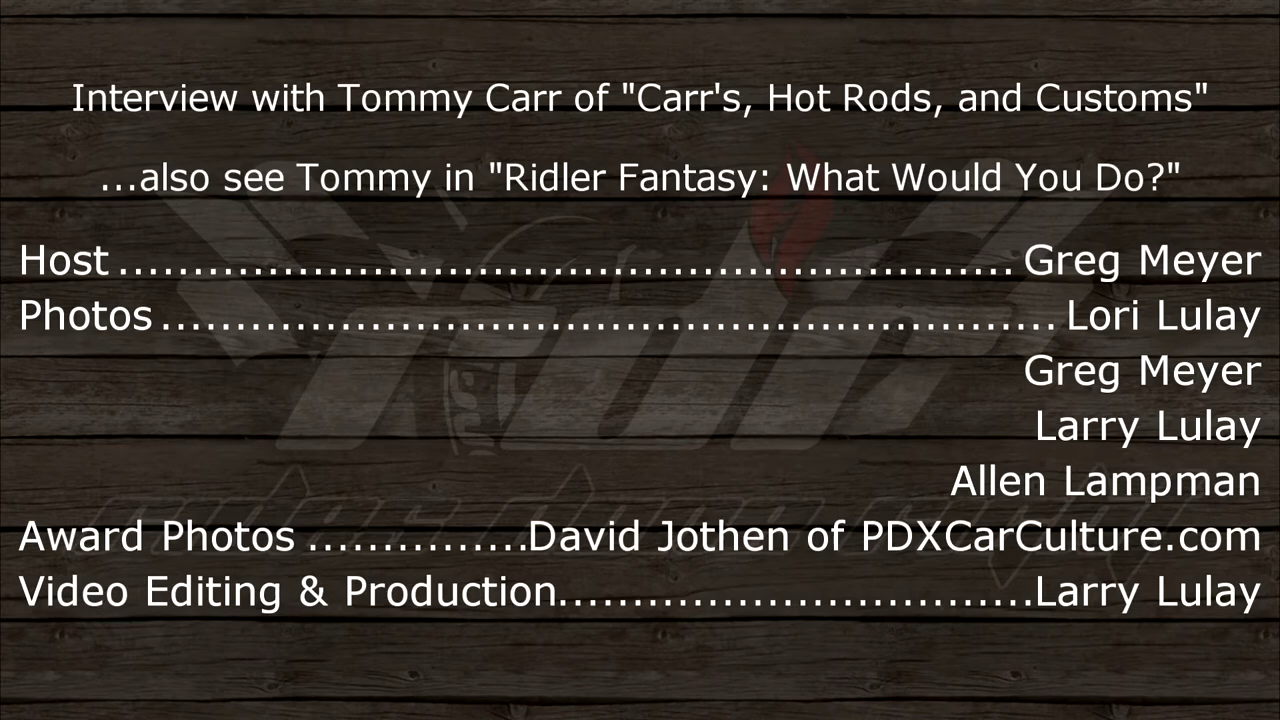 Interview with Tommy Carr of "Carr's, Hot Rods, and Customs"
...also see Tommy in "Ridler Fantasy: What Would You Do?"
Host ............................................................ Greg Meyer
Photos ............................................................ Lori Lulay
Greg Meyer
Larry Lulay
Allen Lampman
Award Photos ...............David Jothen of PDXCarCulture.com
Video Editing & Production................................Larry Lulay